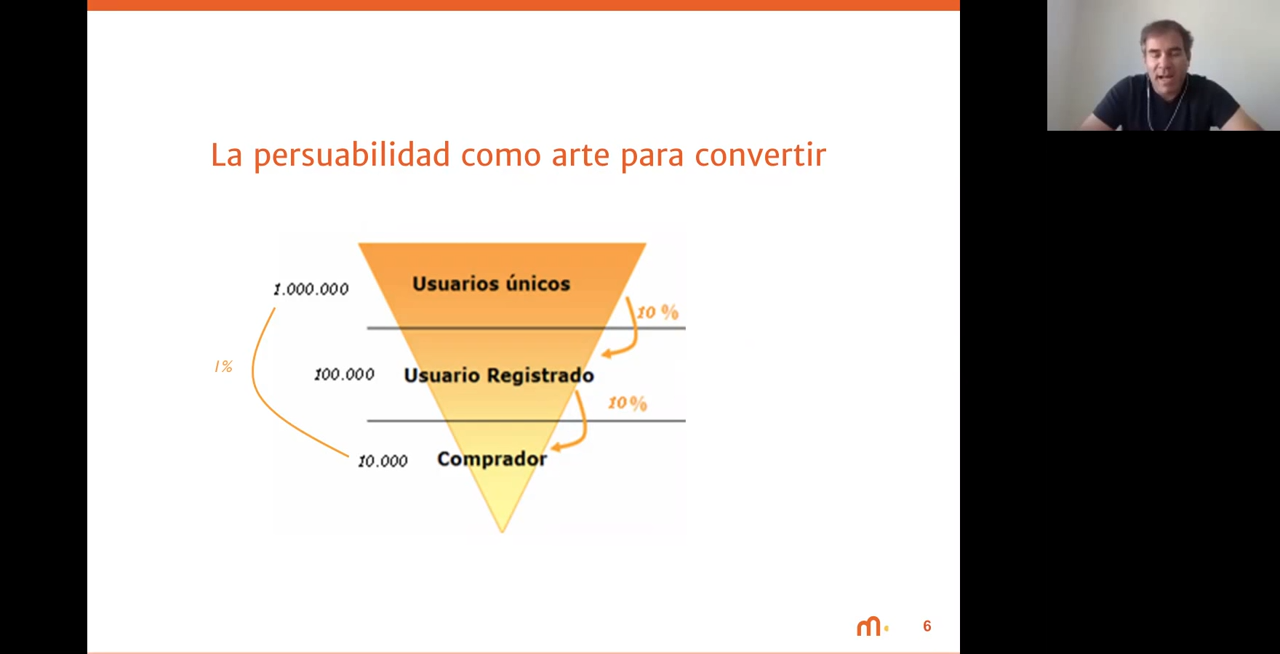 La persuabilidad como arte para convertir
1.000.000
Usuarios únicos
10 %
1%
100.000
Usuario Registrado
10%
10.000
Comprador
m.
6